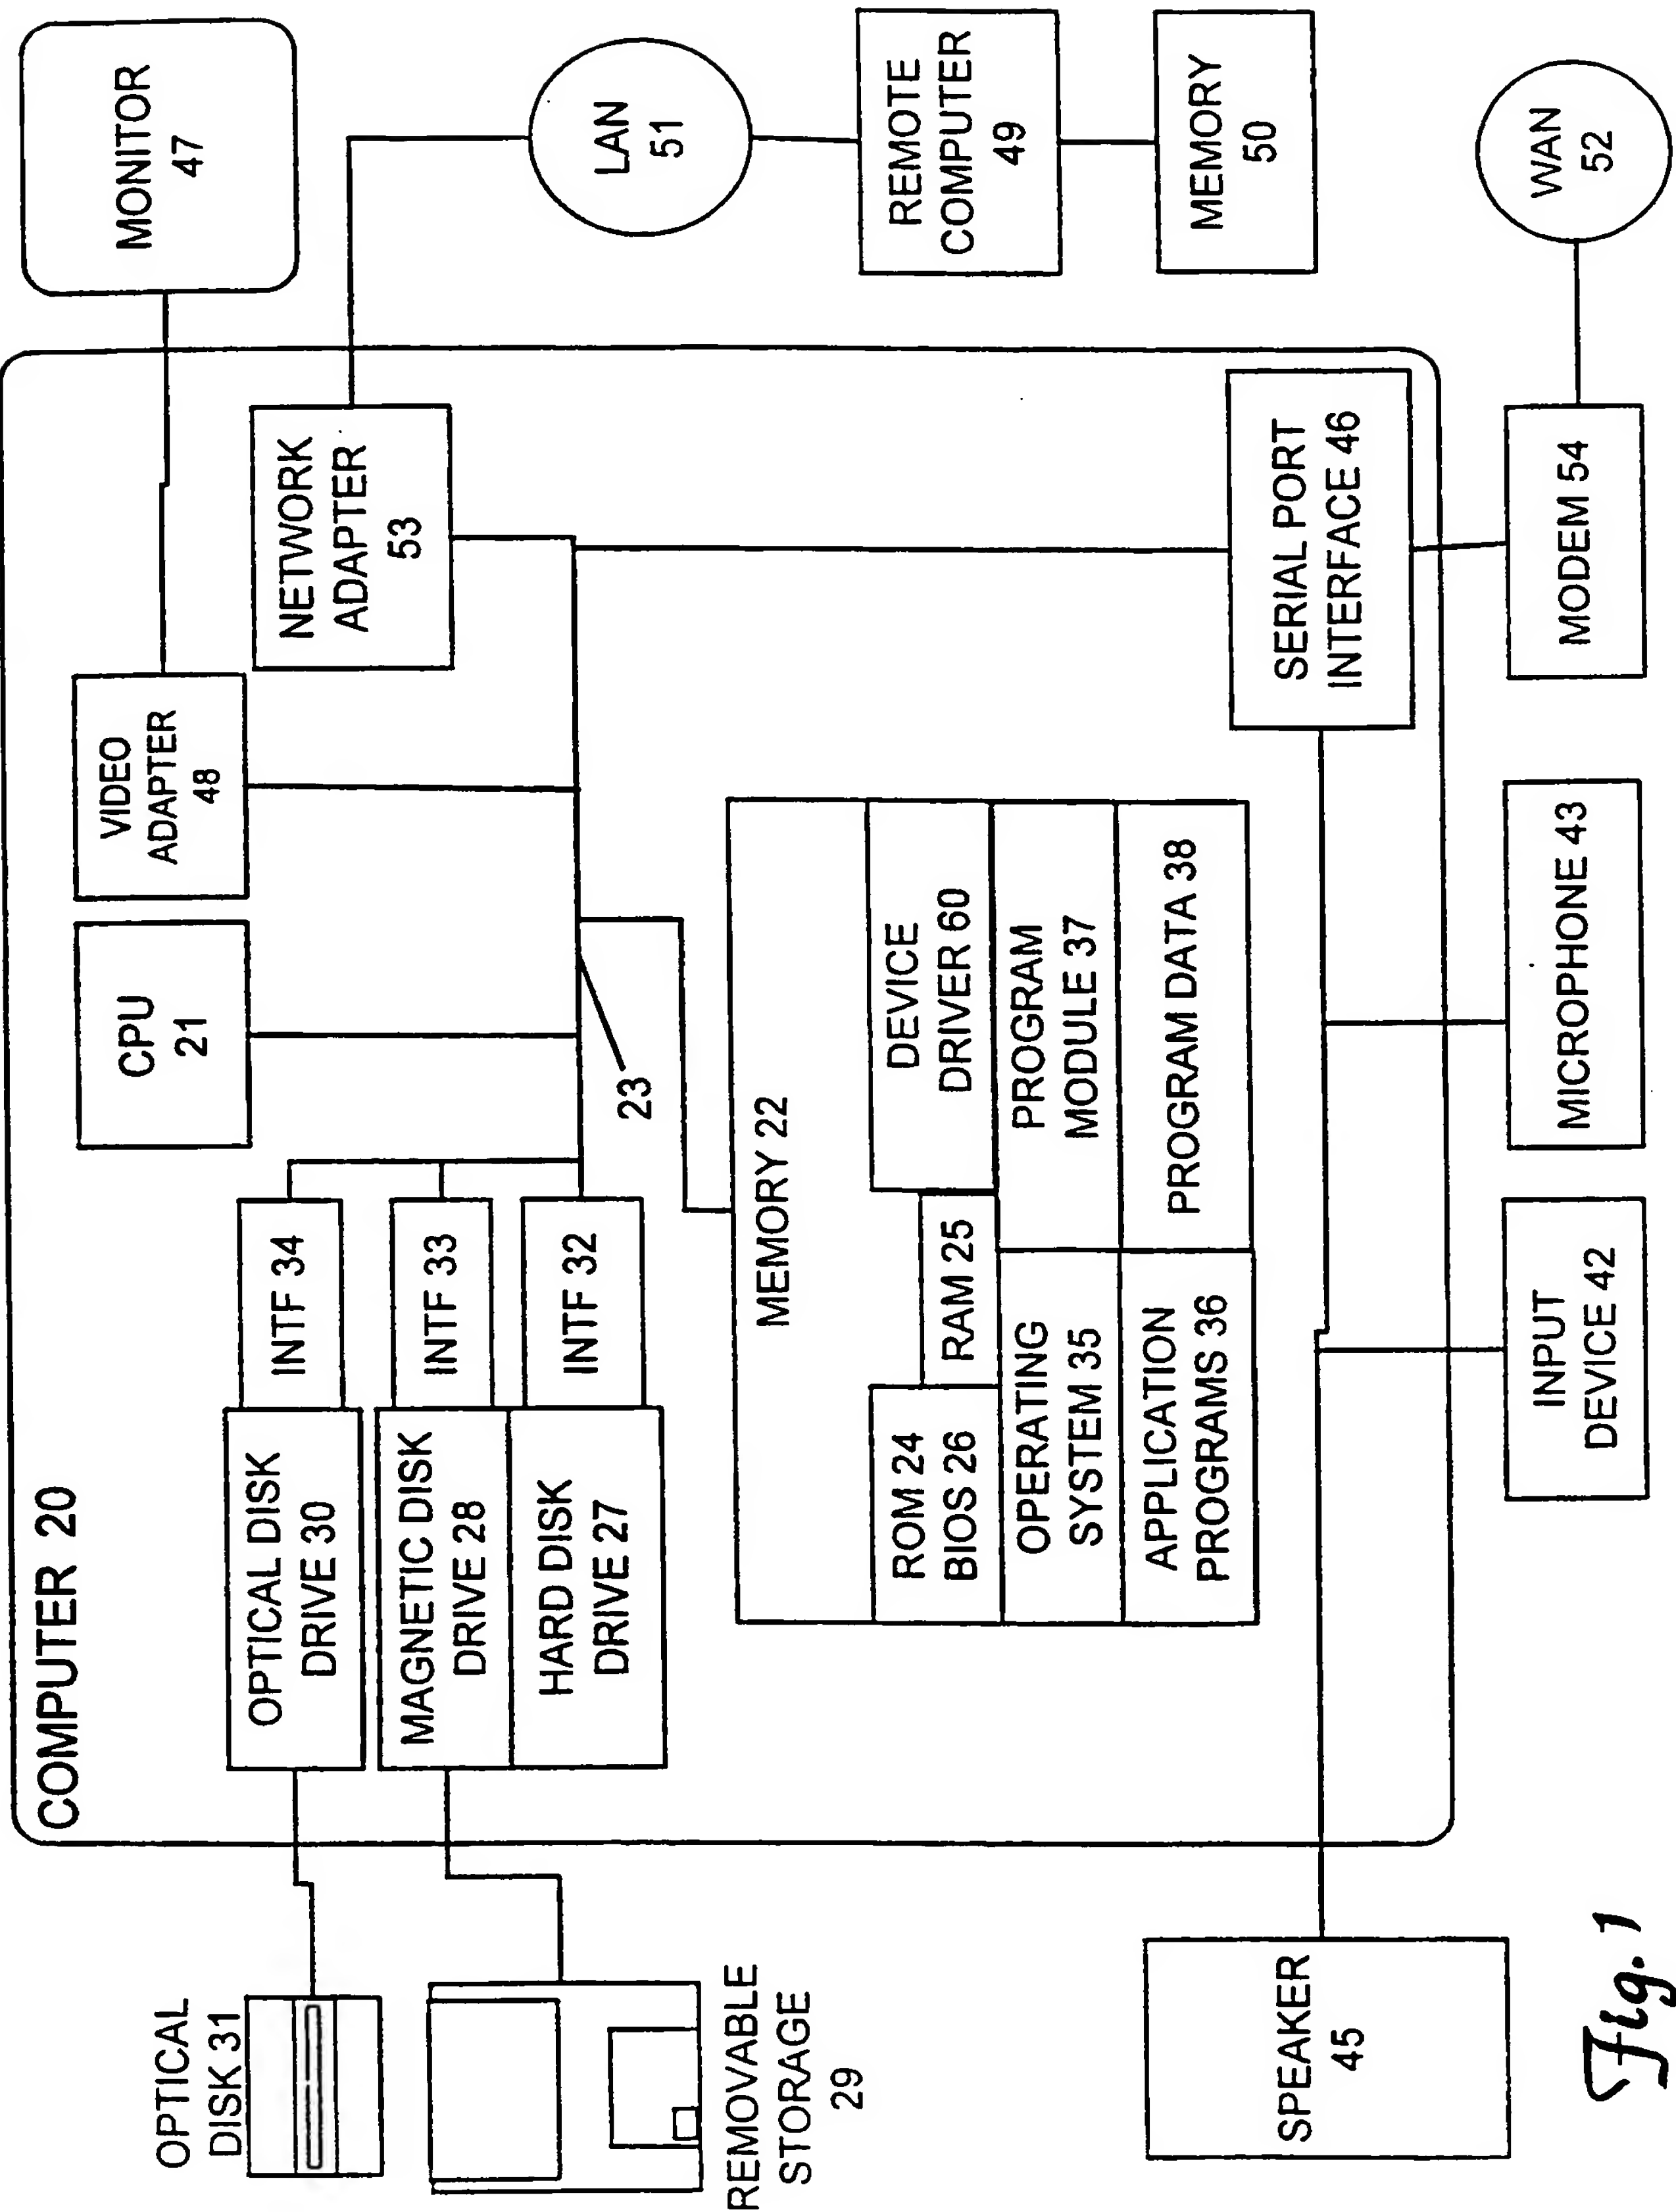 COMPUTER 20
MONITOR
47
CPU
21
VIDEO
ADAPTER
48
NETWORK
ADAPTER
53
LAN
51
REMOTE
COMPUTER
49
MEMORY
50
WAN
52
OPTICAL
DISK 31
OPTICAL DISK
DRIVE 30
INTF 34
MAGNETIC DISK
DRIVE 28
INTF 33
HARD DISK
DRIVE 27
INTF 32
23
REMOVABLE
STORAGE
29
MEMORY 22
ROM 24
BIOS 26
RAM 25
DEVICE
DRIVER 60
OPERATING
SYSTEM 35
PROGRAM
MODULE 37
APPLICATION
PROGRAMS 36
PROGRAM DATA 38
SERIAL PORT
INTERFACE 46
SPEAKER
45
INPUT
DEVICE 42
MICROPHONE 43
MODEM 54
Fig. 1